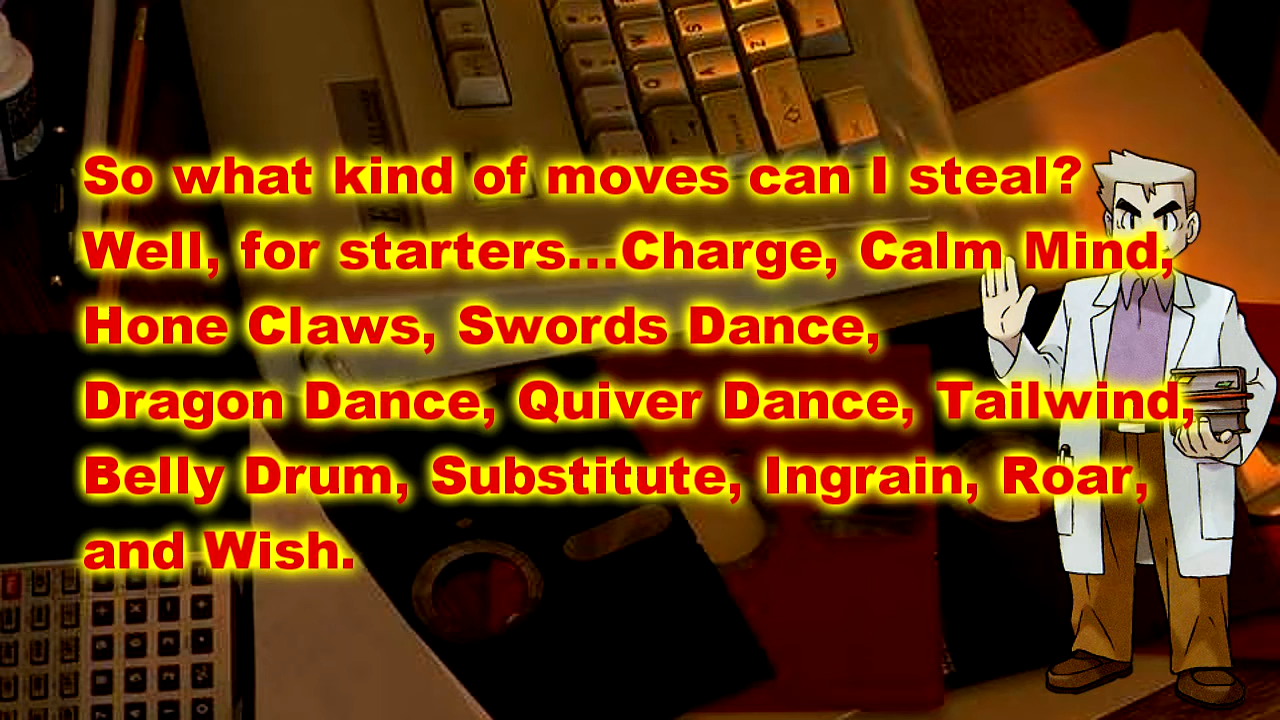 So what kind of moves can I steal?
Well, for starters...Charge, Calm Mind,
Hone Claws, Swords Dance,
Dragon Dance, Quiver Dance, Tailwind,
Belly Drum, Substitute, Ingrain, Roar,
and Wish.